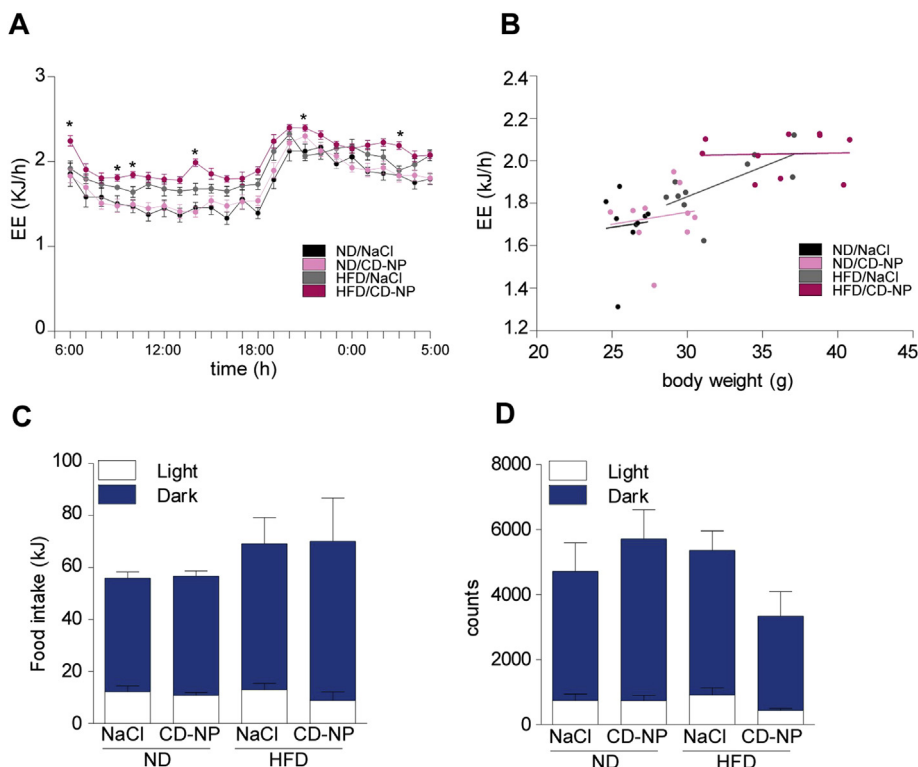 A
3
2
1
0
EE (KJ/h)
*
*
*
*
*
*
ND/NaCl
ND/CD-NP
HFD/NaCl
HFD/CD-NP
6:00
12:00
18:00
0:00
5:00
time (h)
B
2.4
2.2
2.0
1.8
1.6
1.4
1.2
EE (kJ/h)
ND/NaCl
ND/CD-NP
HFD/NaCl
HFD/CD-NP
20
25
30
35
40
45
body weight (g)
C
100
80
60
40
20
0
Food intake (kJ)
Light
Dark
NaCl CD-NP NaCl CD-NP
ND HFD
D
8000
6000
4000
2000
0
counts
Light
Dark
NaCl CD-NP NaCl CD-NP
ND HFD